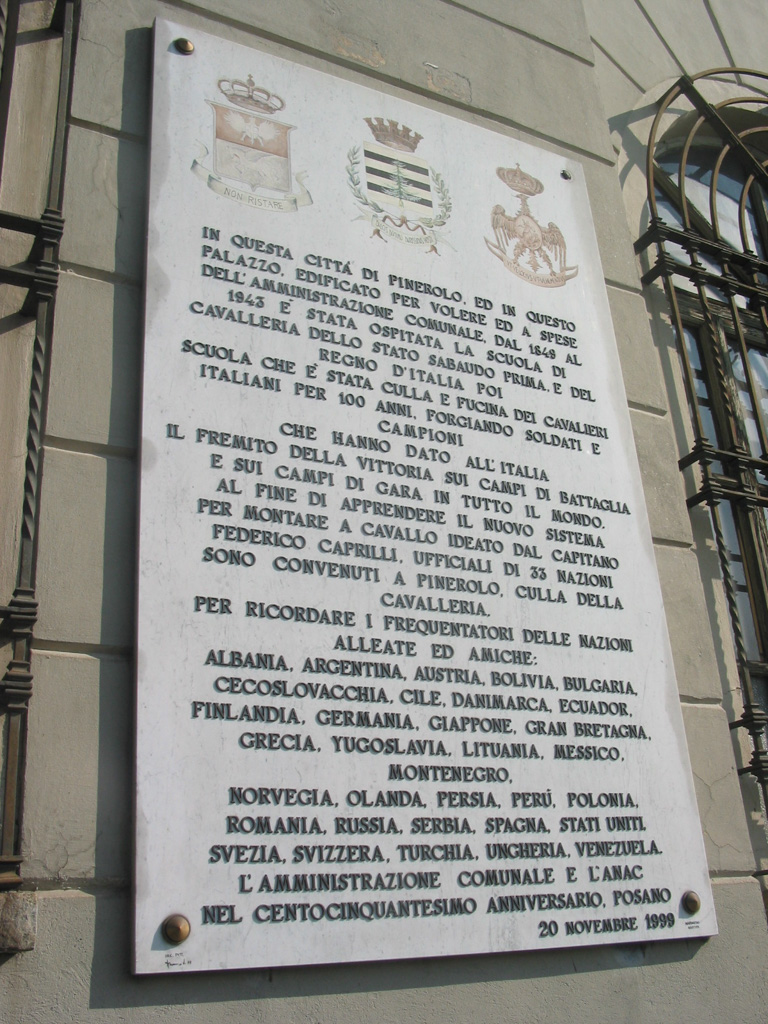 NON RISTARE
IN QUESTA CITTÁ DI PINEROLO, ED IN QUESTO
PALAZZO, EDIFICATO PER VOLERE ED A SPESE
DELL'AMMINISTRAZIONE COMUNALE, DAL 1849 AL
1943 É STATA OSPITATA LA SCUOLA DI
CAVALLERIA DELLO STATO SABAUDO PRIMA, E DEL
REGNO D'ITALIA POI
SCUOLA CHE É STATA CULLA E FUCINA DEI CAVALIERI
ITALIANI PER 100 ANNI, FORGIANDO SOLDATI E
CAMPIONI
CHE HANNO DATO ALL'ITALIA
IL FREMITO DELLA VITTORIA SUI CAMPI DI BATTAGLIA
E SUI CAMPI DI GARA IN TUTTO IL MONDO.
AL FINE DI APPRENDERE IL NUOVO SISTEMA
PER MONTARE A CAVALLO IDEATO DAL CAPITANO
FEDERICO CAPRILLI, UFFICIALI DI 33 NAZIONI
SONO CONVENUTI A PINEROLO, CULLA DELLA
CAVALLERIA.
PER RICORDARE I FREQUENTATORI DELLE NAZIONI
ALLEATE ED AMICHE:
ALBANIA, ARGENTINA, AUSTRIA, BOLIVIA, BULGARIA,
CECOSLOVACCHIA, CILE, DANIMARCA, ECUADOR,
FINLANDIA, GERMANIA, GIAPPONE, GRAN BRETAGNA,
GRECIA, YUGOSLAVIA, LITUANIA, MESSICO,
MONTENEGRO,
NORVEGIA, OLANDA, PERSIA, PERÚ, POLONIA,
ROMANIA, RUSSIA, SERBIA, SPAGNA, STATI UNITI,
SVEZIA, SVIZZERA, TURCHIA, UNGHERIA, VENEZUELA.
L'AMMINISTRAZIONE COMUNALE E L'ANAC
NEL CENTOCINQUANTESIMO ANNIVERSARIO, POSANO
20 NOVEMBRE 1999